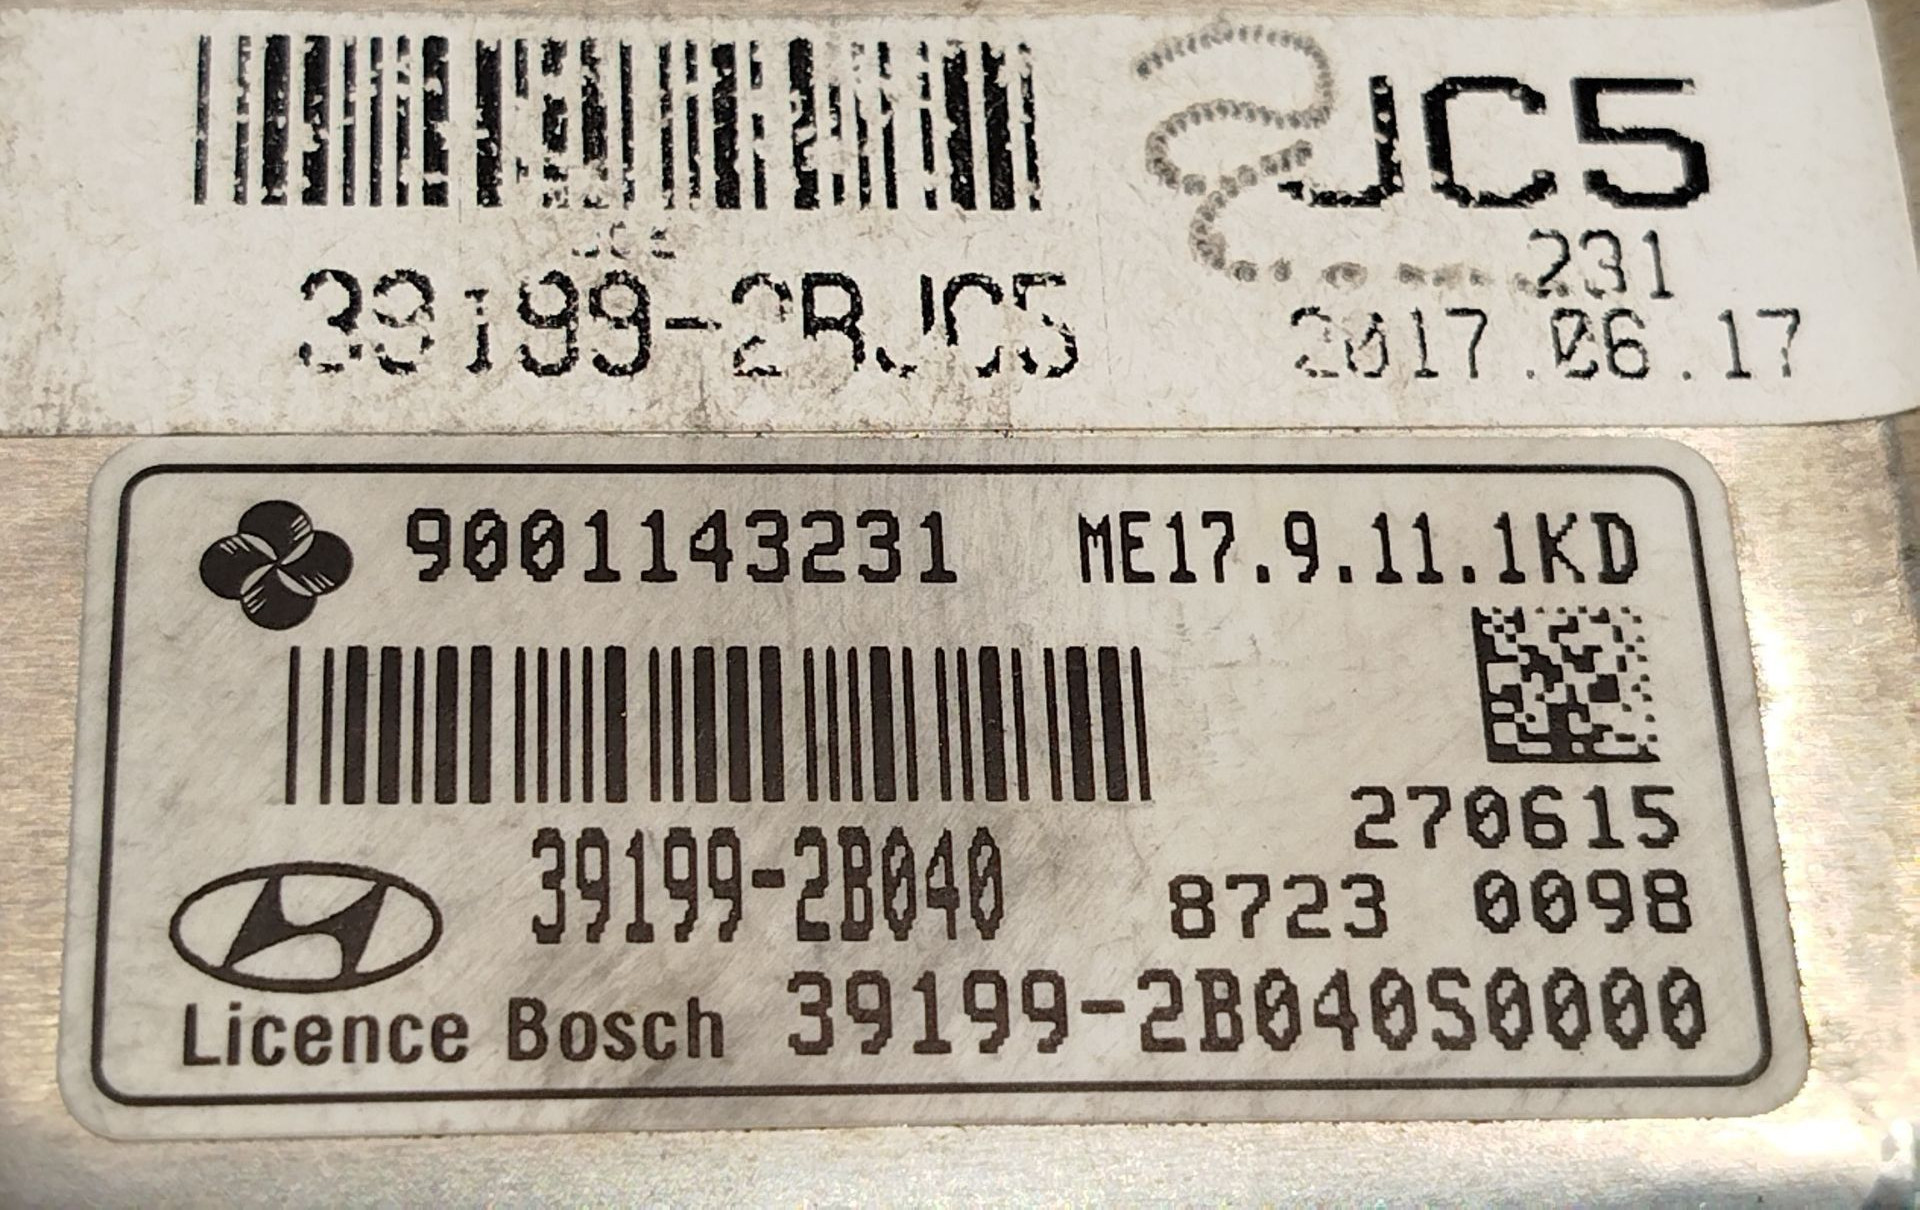 JC5
231
39199-2BJC5
2017.06.17
9001143231 ME17.9.11.1KD
270615
39199-2B040
8723 0098
Licence Bosch 39199-2B040S0000